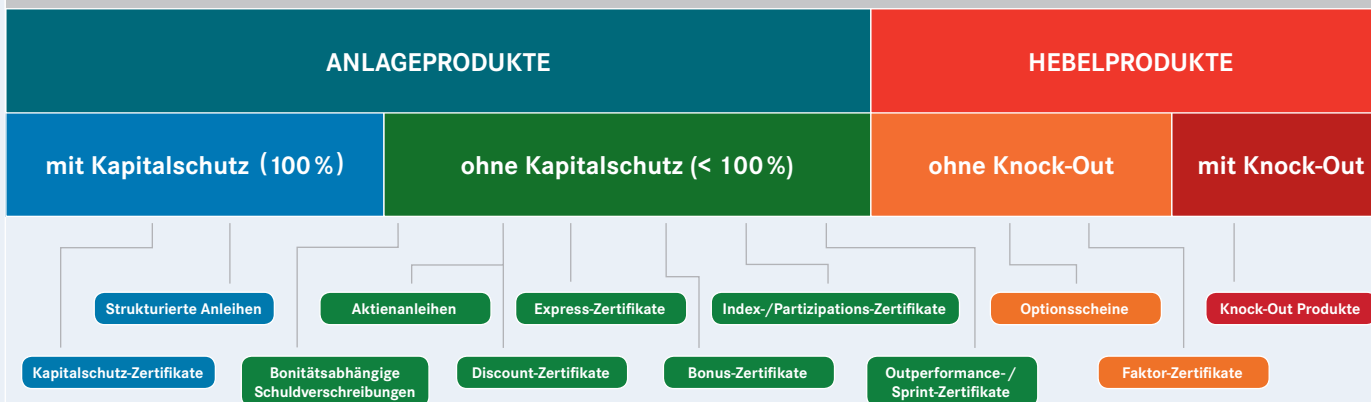 ANLAGEPRODUKTE
HEBELPRODUKTE
mit Kapitalschutz (100 %)
ohne Kapitalschutz (< 100 %)
ohne Knock-Out
mit Knock-Out
Strukturierte Anleihen
Aktienanleihen
Express-Zertifikate
Index-/Partizipations-Zertifikate
Optionsscheine
Knock-Out Produkte
Kapitalschutz-Zertifikate
Bonitätsabhängige
Schuldverschreibungen
Discount-Zertifikate
Bonus-Zertifikate
Outperformance- /
Sprint-Zertifikate
Faktor-Zertifikate